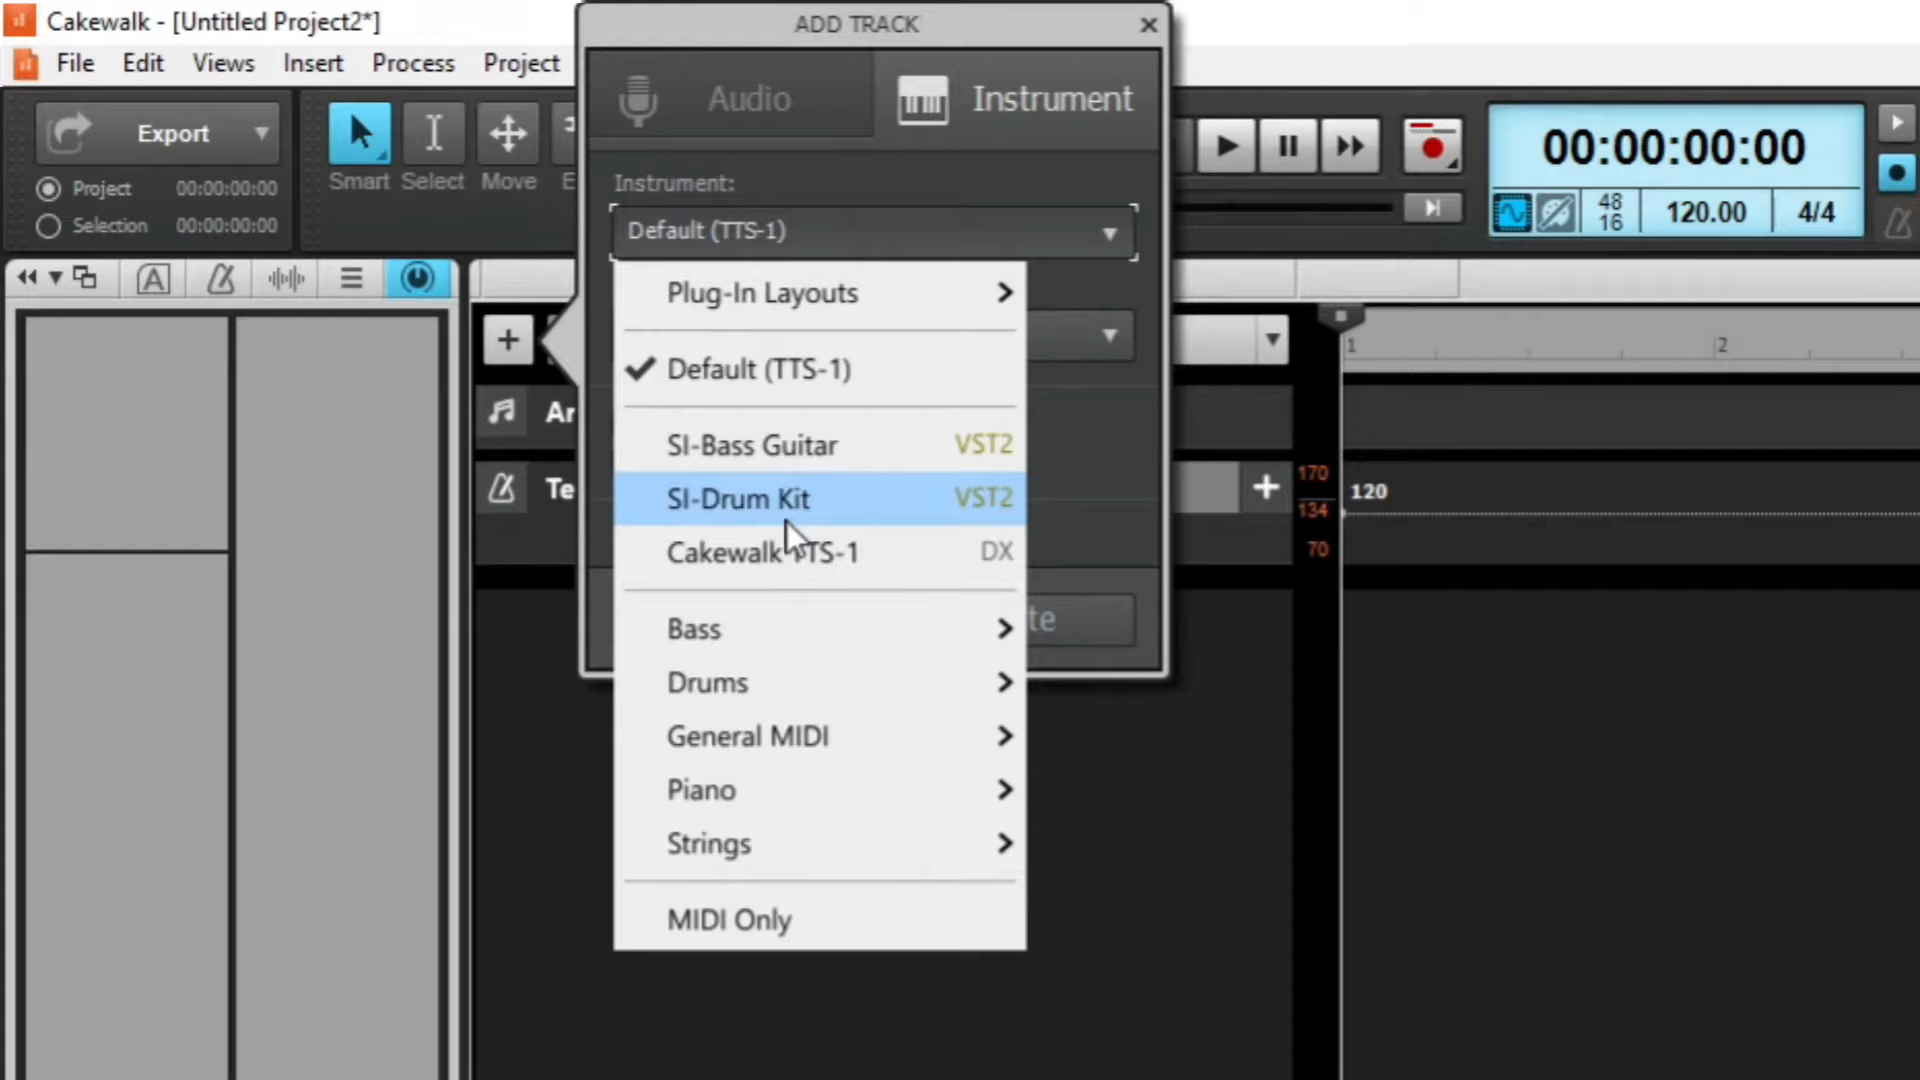 Cakewalk - [Untitled Project2*]
ADD TRACK
File Edit Views Insert Process Project
Audio Instrument
Export
Project 00:00:00:00
Selection 00:00:00:00
Smart Select Move
00:00:00:00
48
16
120.00
4/4
Instrument:
Default (TTS-1)
Plug-In Layouts
Default (TTS-1)
SI-Bass Guitar VST2
SI-Drum Kit VST2
Cakewalk TS-1 DX
Bass
Drums
General MIDI
Piano
Strings
MIDI Only
1
2
170
134
70
120